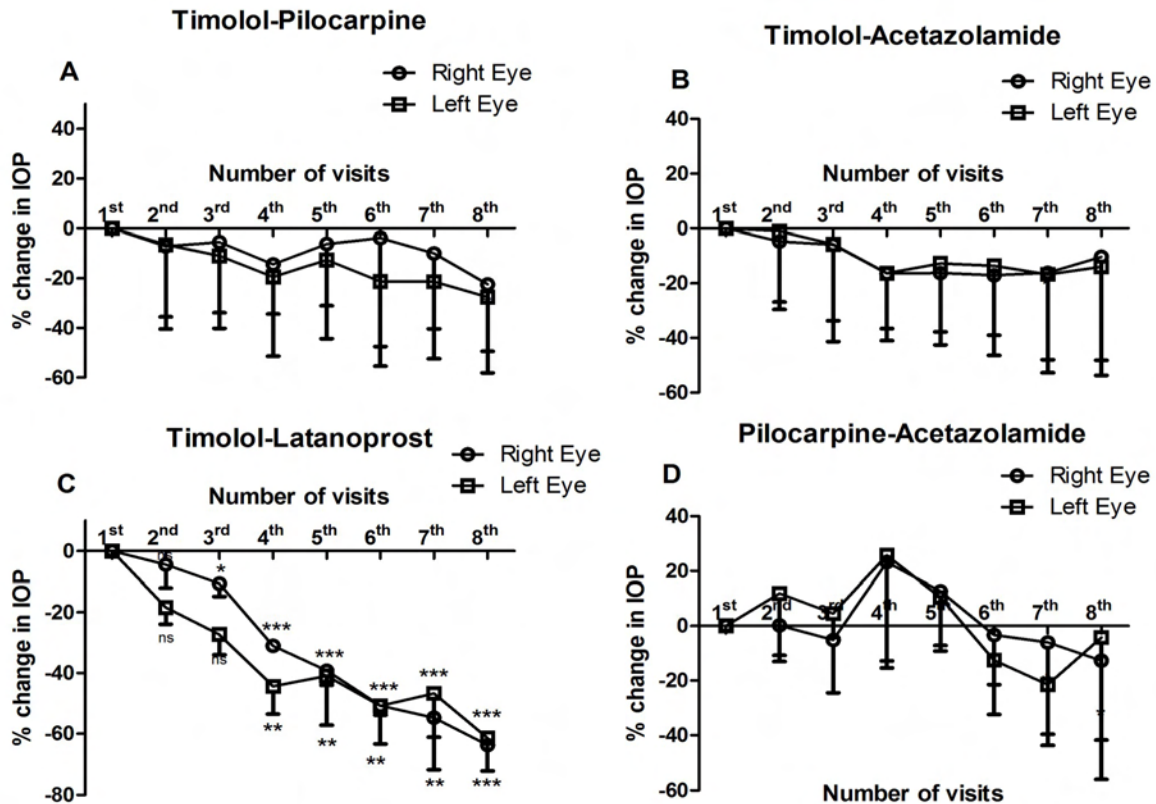 Timolol-Pilocarpine
A
Right Eye
Left Eye
Number of visits
1st 2nd 3rd 4th 5th 6th 7th 8th
% change in IOP
40
20
0
-20
-40
-60
Timolol-Acetazolamide
B
Right Eye
Left Eye
Number of visits
1st 2nd 3rd 4th 5th 6th 7th 8th
% change in IOP
40
20
0
-20
-40
-60
Timolol-Latanoprost
C
Right Eye
Left Eye
Number of visits
1st 2nd 3rd 4th 5th 6th 7th 8th
% change in IOP
0
-20
-40
-60
-80
ns * *** *** *** *** ***
ns ns ** ** ** ** ***
Pilocarpine-Acetazolamide
D
Right Eye
Left Eye
1st 2nd 3rd 4th 5th 6th 7th 8th
% change in IOP
40
20
0
-20
-40
-60
*
Number of visits